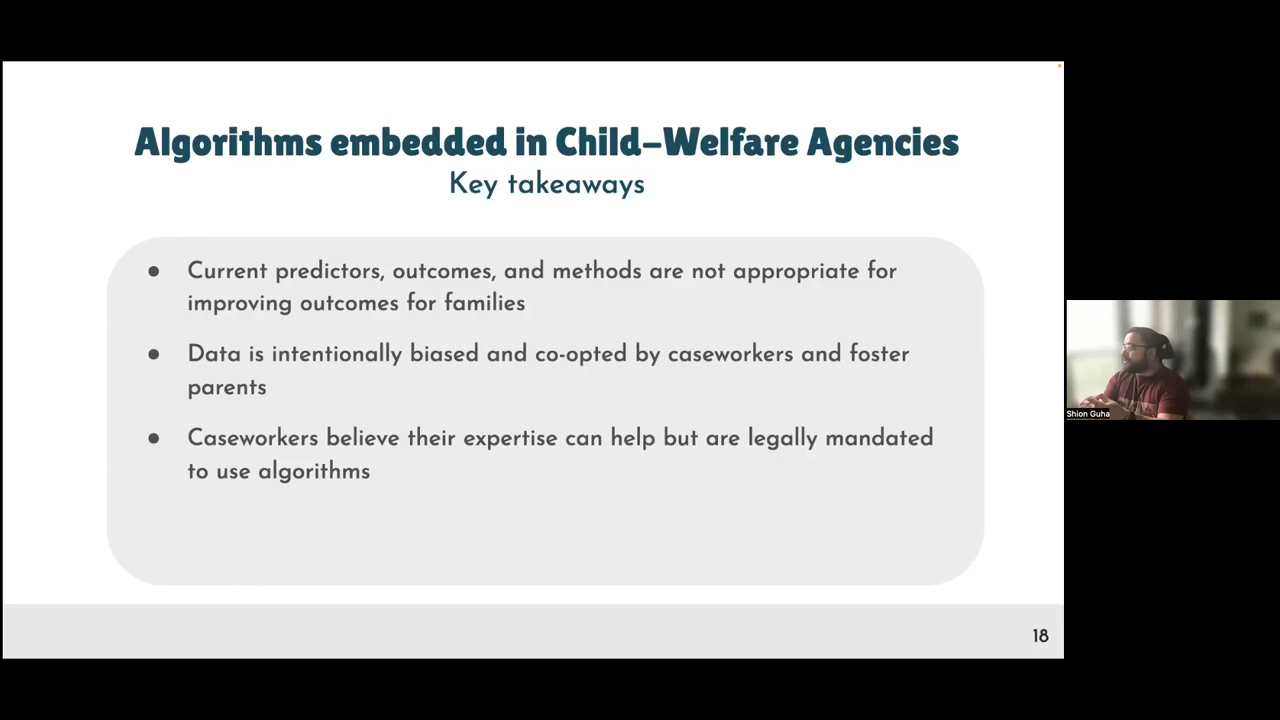 Algorithms embedded in Child-Welfare Agencies
Key takeaways
● Current predictors, outcomes, and methods are not appropriate for
improving outcomes for families
● Data is intentionally biased and co-opted by caseworkers and foster
parents
● Caseworkers believe their expertise can help but are legally mandated
to use algorithms
Shion Guha
18